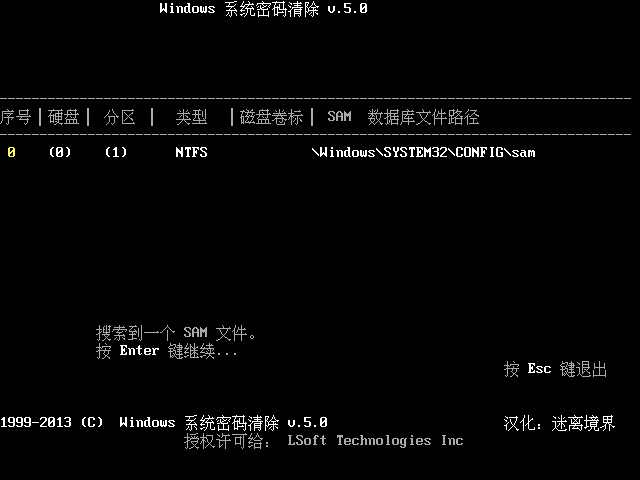 Windows 系统密码清除 v.5.0
序号 | 硬盘 | 分区 | 类型 | 磁盘卷标 | SAM 数据库文件路径
0 (0) (1) NTFS \Windows\SYSTEM32\CONFIG\sam
搜索到一个 SAM 文件。
按 Enter 键继续...
按 Esc 键退出
1999-2013 (C) Windows 系统密码清除 v.5.0 汉化：迷离境界
授权许可给： LSoft Technologies Inc